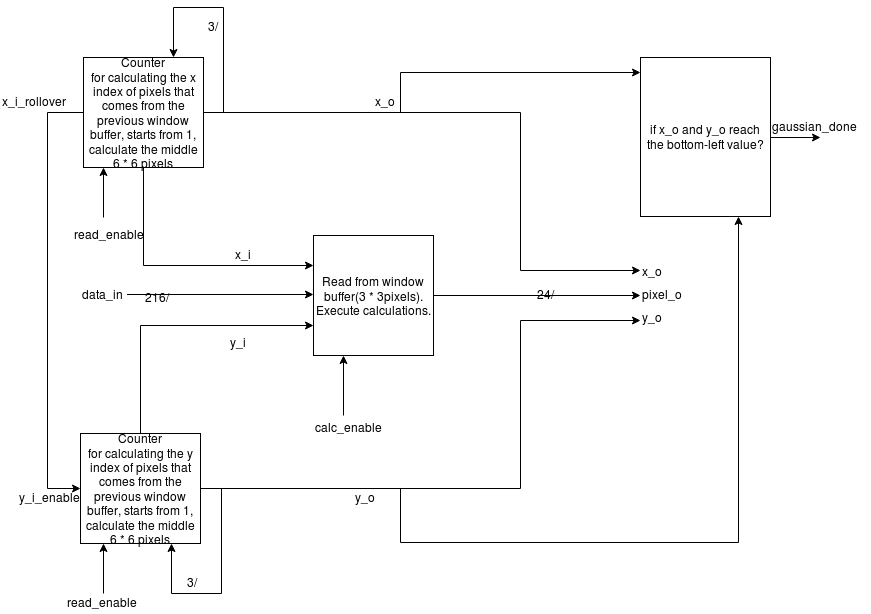 3/
Counter
for calculating the x
index of pixels that
comes from the
previous window
buffer, starts from 1,
calculate the middle
6 * 6 pixels
x_i_rollover
x_o
read_enable
if x_o and y_o reach
the bottom-left value?
gaussian_done
x_i
data_in
216/
y_i
Read from window
buffer(3 * 3pixels).
Execute calculations.
calc_enable
24/
x_o
pixel_o
y_o
Counter
for calculating the y
index of pixels that
comes from the
previous window
buffer, starts from 1,
calculate the middle
6 * 6 pixels
y_i_enable
y_o
3/
read_enable